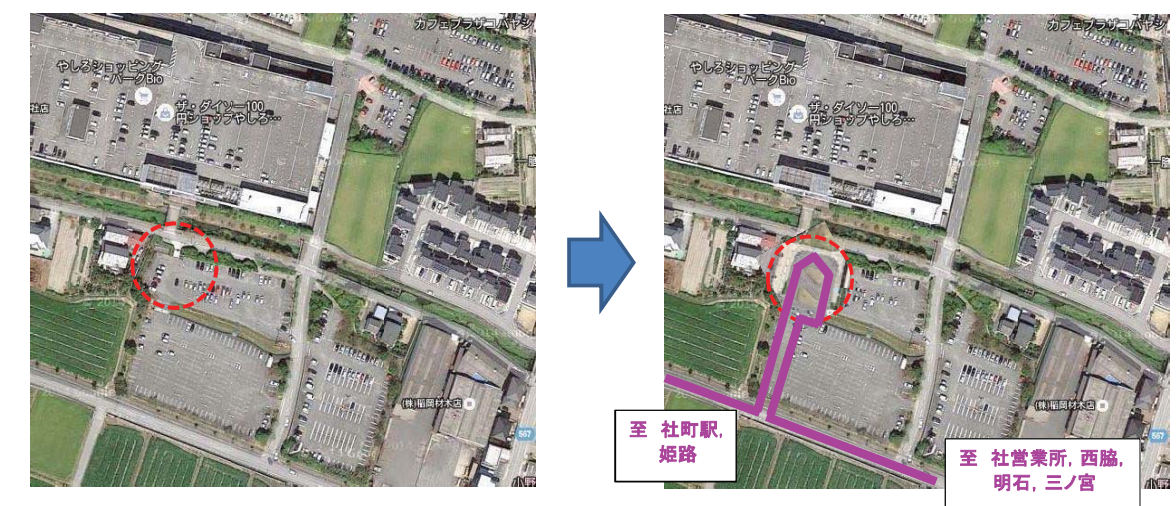 カフェプラザコバヤシ
やしろショッピング
パークBio
ザ・ダイソー100
円ショップやしろ…
社店
(株)稲岡材木店
567
小野
カフェプラザコバヤシ
やしろショッピング
パークBio
ザ・ダイソー100
円ショップやしろ…
社店
(株)稲岡材木店
567
小野
至 社町駅,
姫路
至 社営業所, 西脇,
明石, 三ノ宮